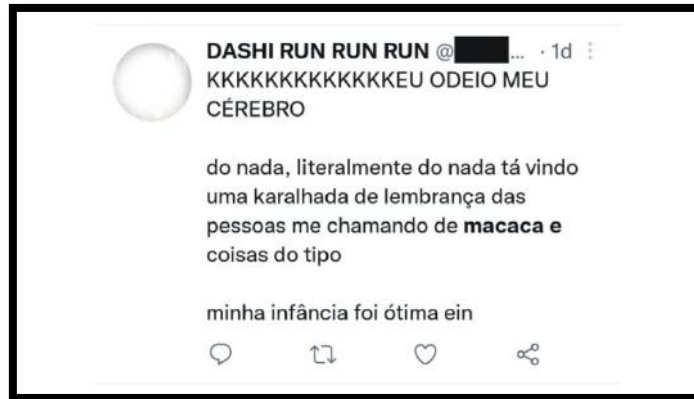 DASHI RUN RUN RUN @ ... · 1d
KKKKKKKKKKKKKEU ODEIO MEU
CÉREBRO
do nada, literalmente do nada tá vindo
uma karalhada de lembrança das
pessoas me chamando de macaca e
coisas do tipo
minha infância foi ótima ein